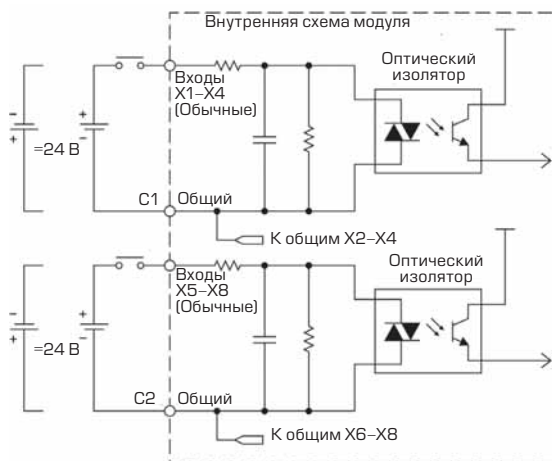 Внутренняя схема модуля
Оптический
изолятор
Входы
X1–X4
(Обычные)
- +
+ -
=24 В
C1 Общий
К общим X2–X4
Оптический
изолятор
Входы
X5–X8
(Обычные)
- +
+ -
=24 В
C2 Общий
К общим X6–X8